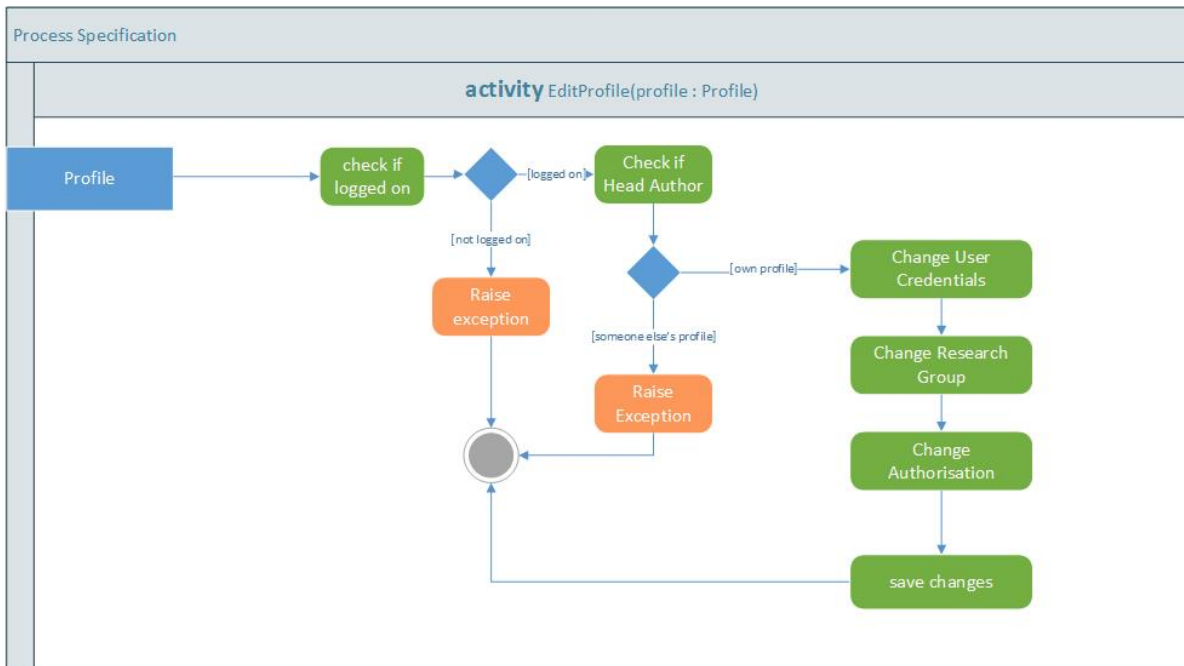 Process Specification
activity EditProfile(profile : Profile)
Profile
check if
logged on
[logged on]
Check if
Head Author
[not logged on]
[own profile]
Change User
Credentials
Raise
exception
[someone else's profile]
Change Research
Group
Raise
Exception
Change
Authorisation
save changes